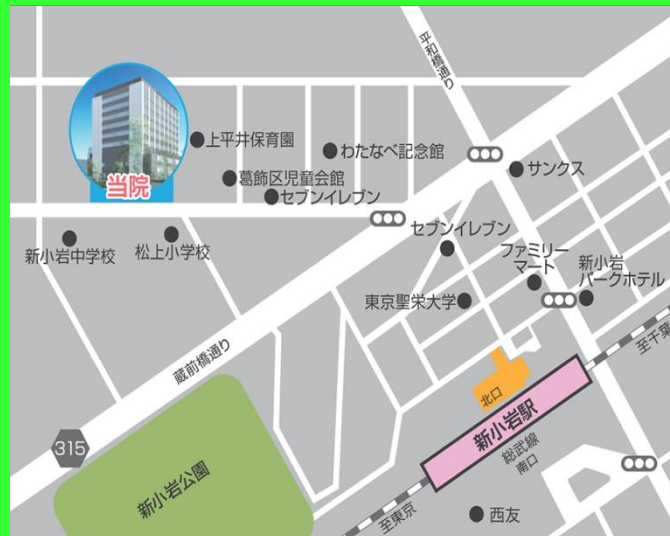 平和橋通り
上平井保育園
わたなべ記念館
サンクス
葛飾区児童会館
セブンイレブン
当院
新小岩中学校
松上小学校
セブンイレブン
ファミリー
マート
新小岩
パークホテル
東京聖栄大学
至千葉
蔵前橋通り
北口
新小岩駅
総武線
南口
315
新小岩公園
至東京
西友